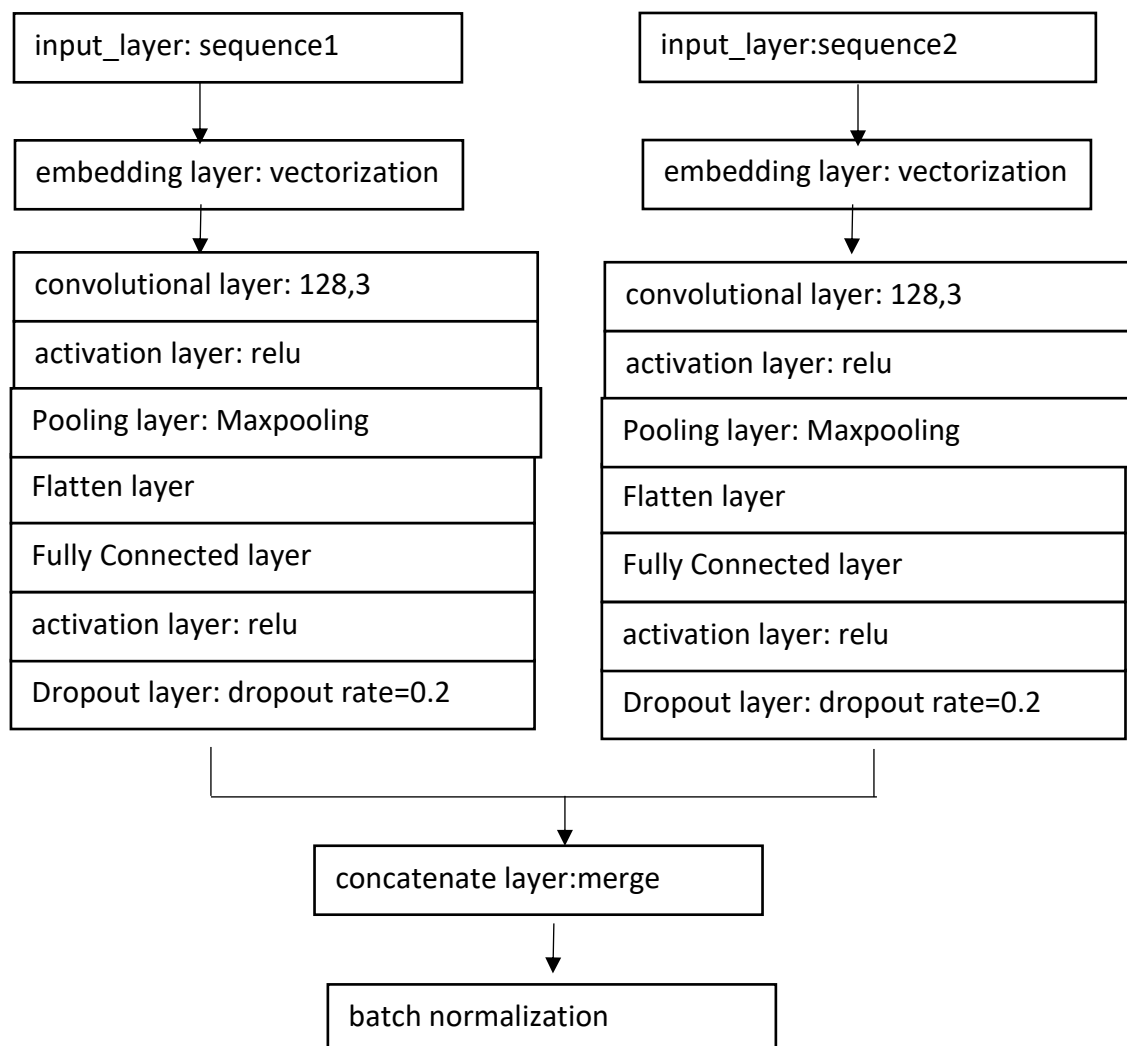 input_layer: sequence1
embedding layer: vectorization
convolutional layer: 128,3
activation layer: relu
Pooling layer: Maxpooling
Flatten layer
Fully Connected layer
activation layer: relu
Dropout layer: dropout rate=0.2
input_layer:sequence2
embedding layer: vectorization
convolutional layer: 128,3
activation layer: relu
Pooling layer: Maxpooling
Flatten layer
Fully Connected layer
activation layer: relu
Dropout layer: dropout rate=0.2
concatenate layer:merge
batch normalization